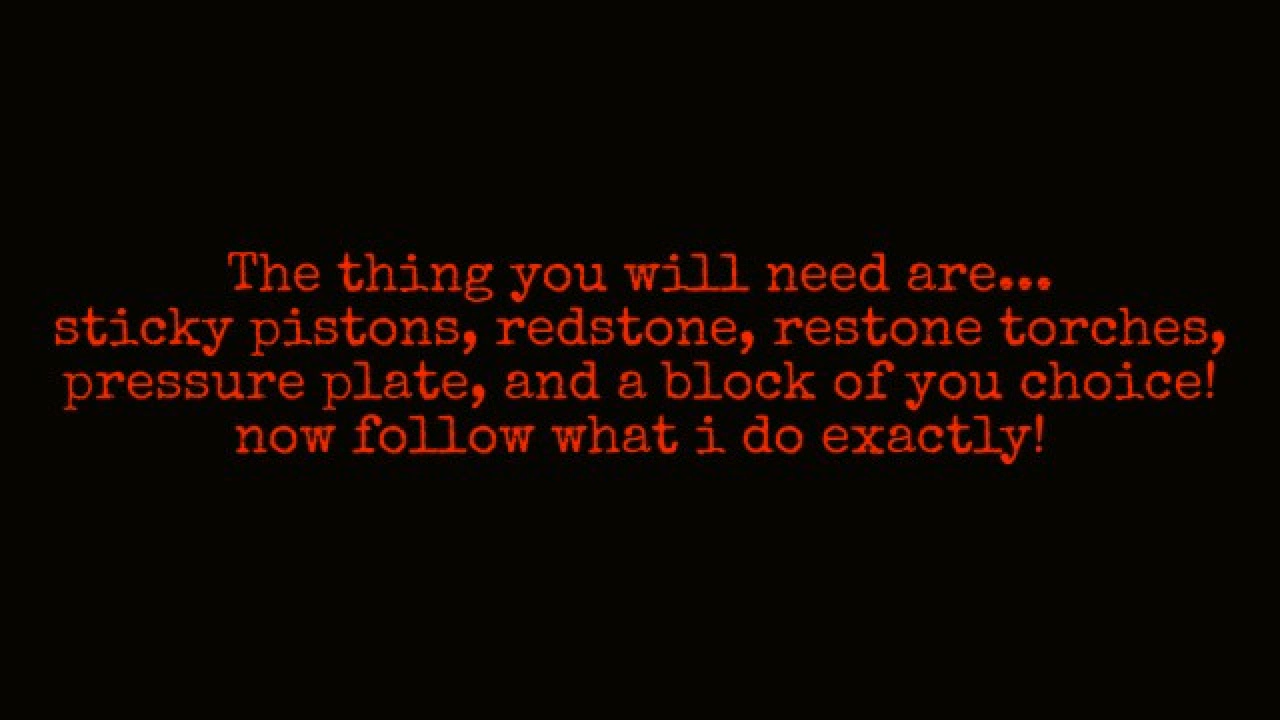 The thing you will need are...
sticky pistons, redstone, restone torches,
pressure plate, and a block of you choice!
now follow what i do exactly!